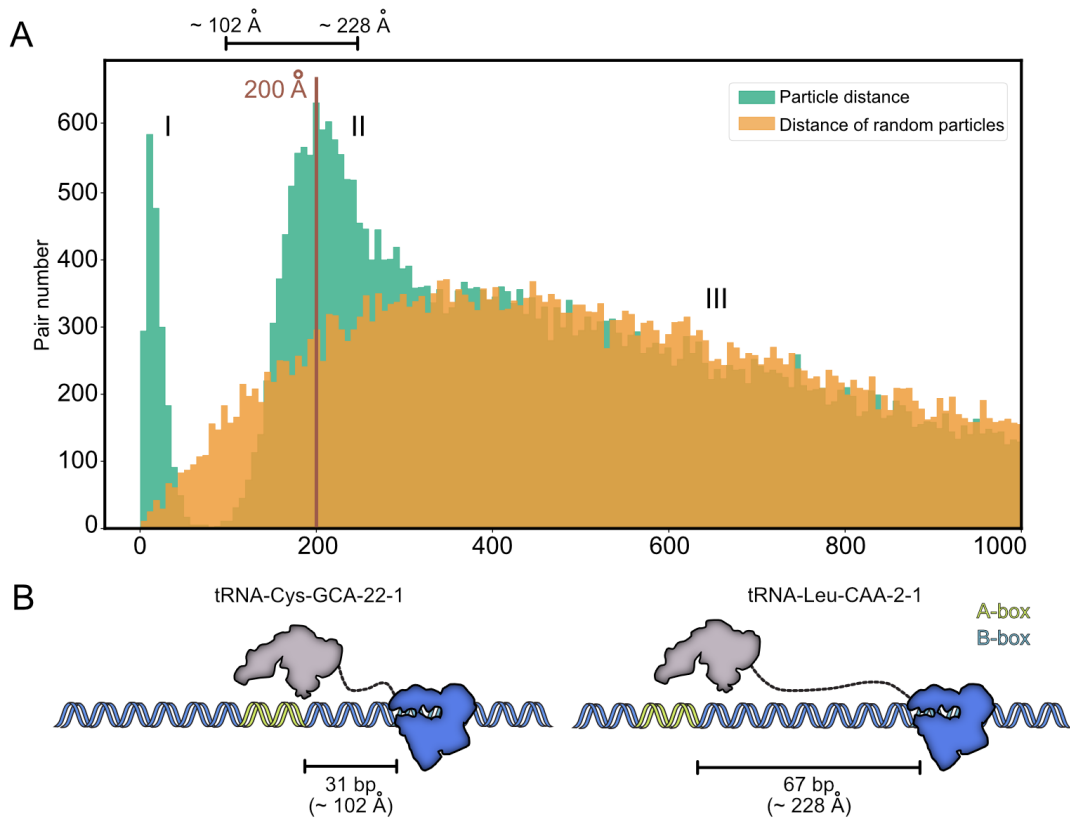 A
~ 102 Å
~ 228 Å
200 Å
I
II
III
Particle distance
Distance of random particles
Pair number
600
500
400
300
200
100
0
0
200
400
600
800
1000
B
tRNA-Cys-GCA-22-1
tRNA-Leu-CAA-2-1
A-box
B-box
31 bp
(~ 102 Å)
67 bp
(~ 228 Å)